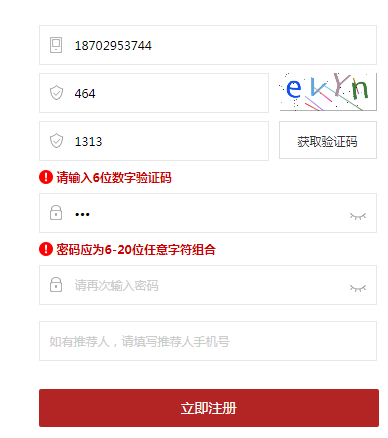 18702953744
464
ekYn
1313
获取验证码
请输入6位数字验证码
•••
密码应为6-20位任意字符组合
请再次输入密码
如有推荐人，请填写推荐人手机号
立即注册